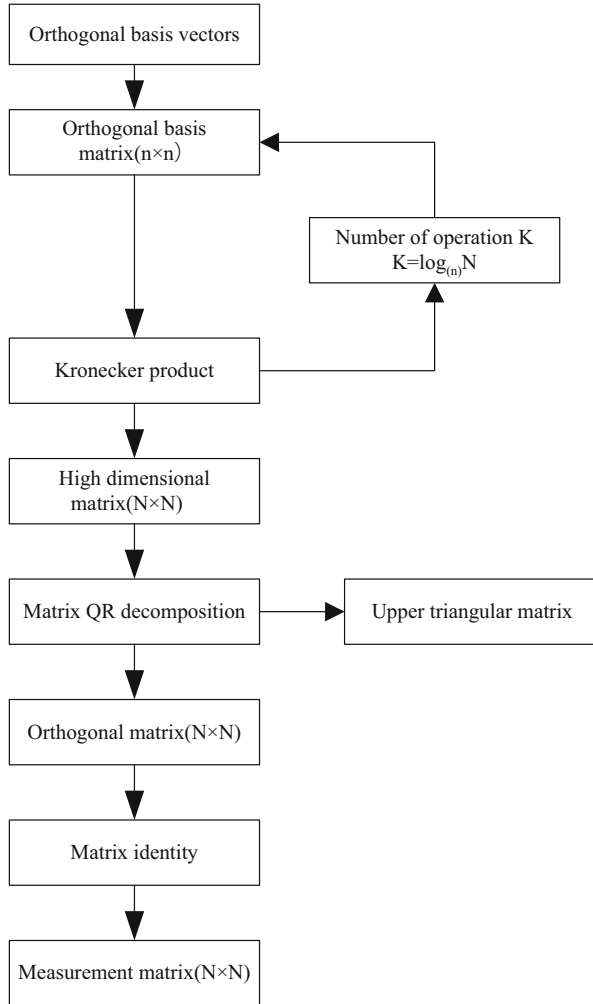 Orthogonal basis vectors
Orthogonal basis
matrix(n×n）
Number of operation K
K=log(n)N
Kronecker product
High dimensional
matrix(N×N)
Matrix QR decomposition
Upper triangular matrix
Orthogonal matrix(N×N)
Matrix identity
Measurement matrix(N×N)